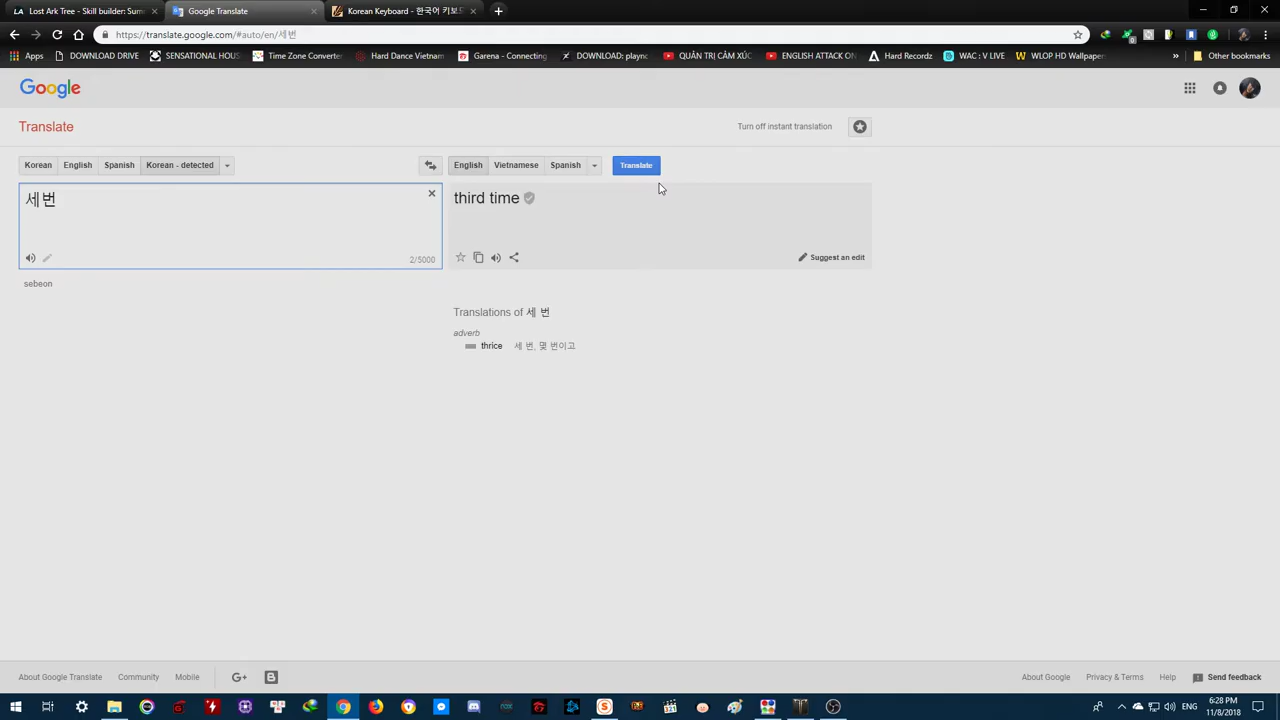 Lost Ark Tree - Skill builder: Sum
Google Translate
Korean Keyboard - 한국어 키보드
https://translate.google.com/#auto/en/세번
Apps
DOWNLOAD DRIVE
SENSATIONAL HOUS
Time Zone Converter
Hard Dance Vietnam
Garena - Connecting
DOWNLOAD: plaync
QUẢN TRỊ CẢM XÚC
ENGLISH ATTACK ON
Hard Recordz
WAC : V LIVE
WLOP HD Wallpaper
Other bookmarks
Google
Translate
Turn off instant translation
Korean English Spanish Korean - detected
English Vietnamese Spanish Translate
세번
third time
2/5000
Suggest an edit
sebeon
Translations of 세 번
adverb
thrice 세 번, 몇 번이고
About Google Translate Community Mobile
About Google Privacy & Terms Help Send feedback
6:28 PM
11/8/2018